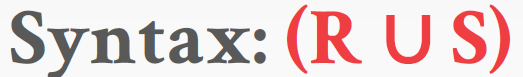 Syntax: (R ∪ S)